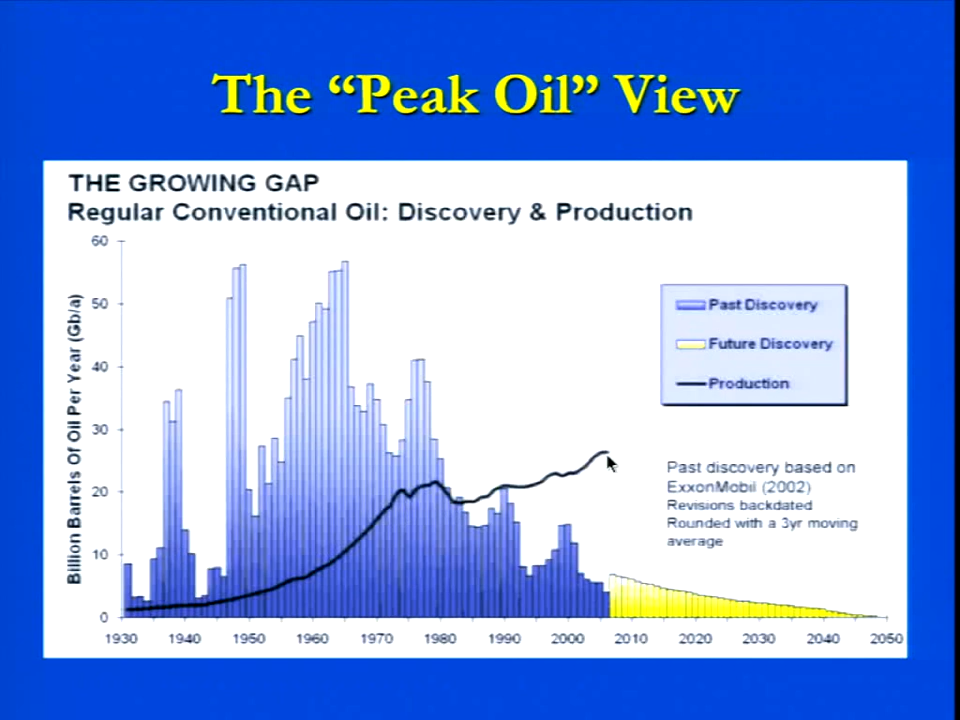 The “Peak Oil” View
THE GROWING GAP
Regular Conventional Oil: Discovery & Production
Billion Barrels Of Oil Per Year (Gb/a)
60
50
40
30
20
10
0
1930 1940 1950 1960 1970 1980 1990 2000 2010 2020 2030 2040 2050
Past Discovery
Future Discovery
Production
Past discovery based on
ExxonMobil (2002)
Revisions backdated
Rounded with a 3yr moving
average